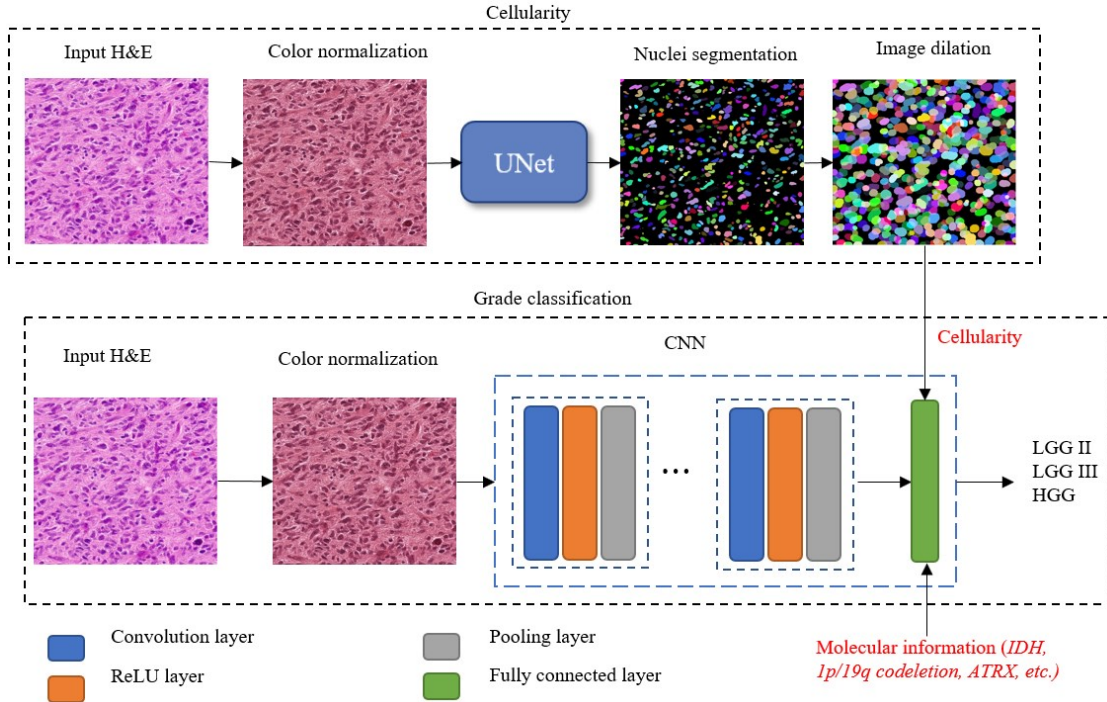 Cellularity
Input H&E
Color normalization
Nuclei segmentation
Image dilation
UNet
Grade classification
Cellularity
Input H&E
Color normalization
CNN
...
LGG II
LGG III
HGG
Convolution layer
Pooling layer
ReLU layer
Fully connected layer
Molecular information (IDH,
1p/19q codeletion, ATRX, etc.)